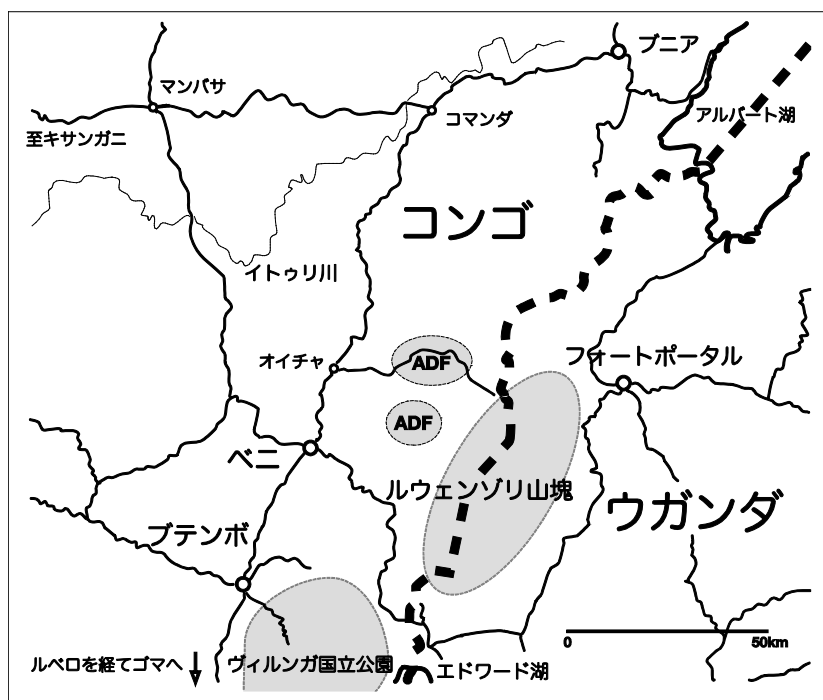 ブニア
マンバサ
アルバート湖
コマンダ
至キサンガニ
コンゴ
イトゥリ川
オイチャ
ADF
フォートポータル
ADF
ベニ
ルウェンゾリ山塊
ウガンダ
ブテンボ
0
50km
ルベロを経てゴマへ
ヴィルンガ国立公園
エドワード湖